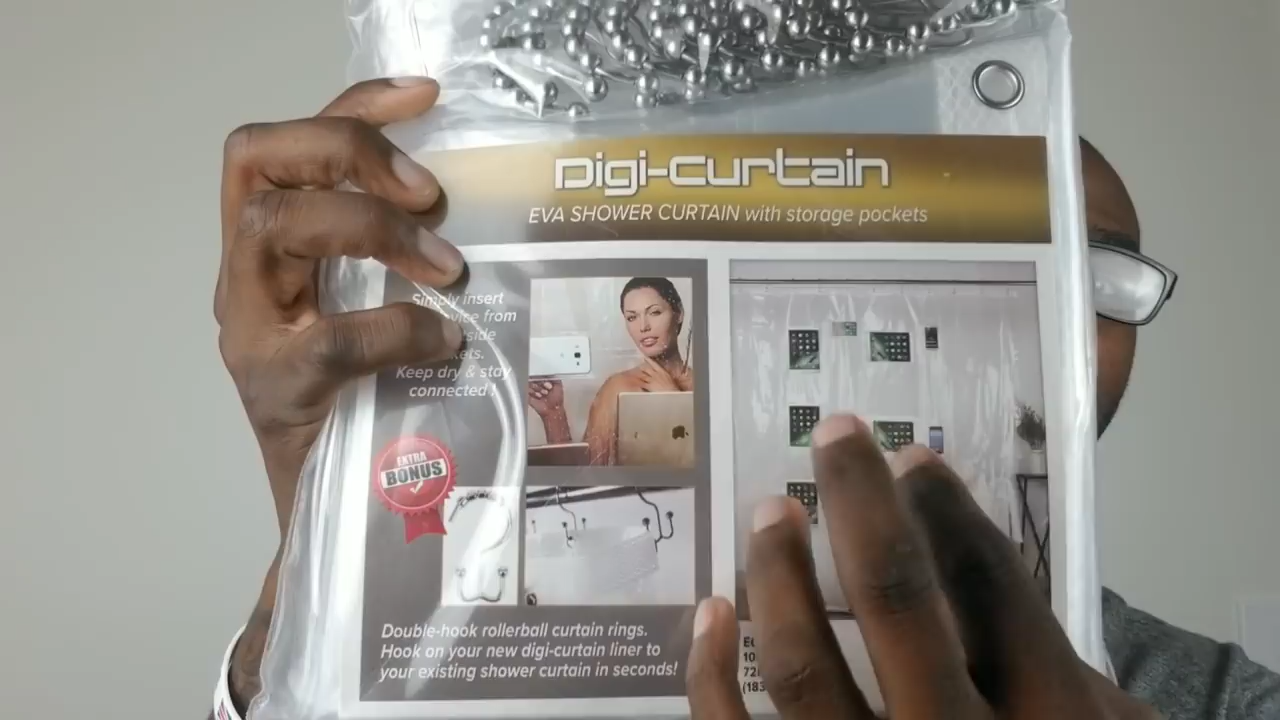 Digi-Curtain
EVA SHOWER CURTAIN with storage pockets
Simply insert
from
Keep dry & stay
connected !
EXTRA
BONUS
Double-hook rollerball curtain rings.
Hook on your new digi-curtain liner to
your existing shower curtain in seconds!